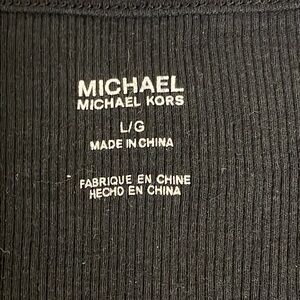 MICHAEL
MICHAEL KORS
L/G
MADE IN CHINA
FABRIQUE EN CHINE
HECHO EN CHINA